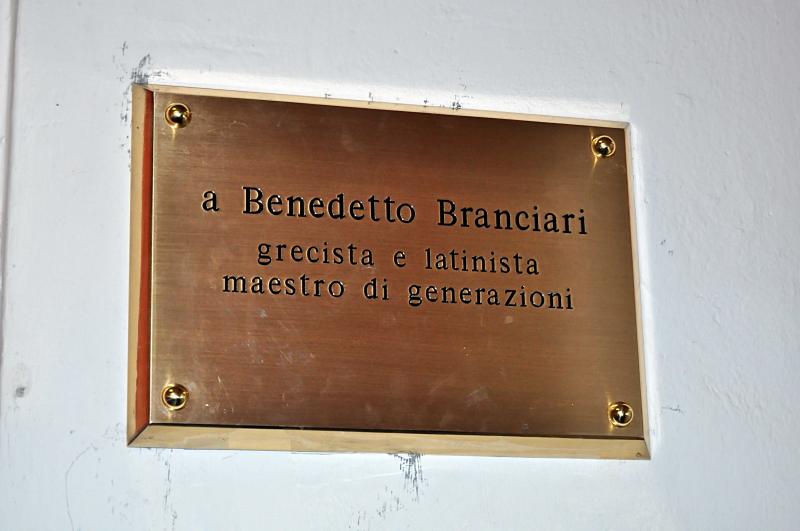 a Benedetto Branciari
grecista e latinista
maestro di generazioni